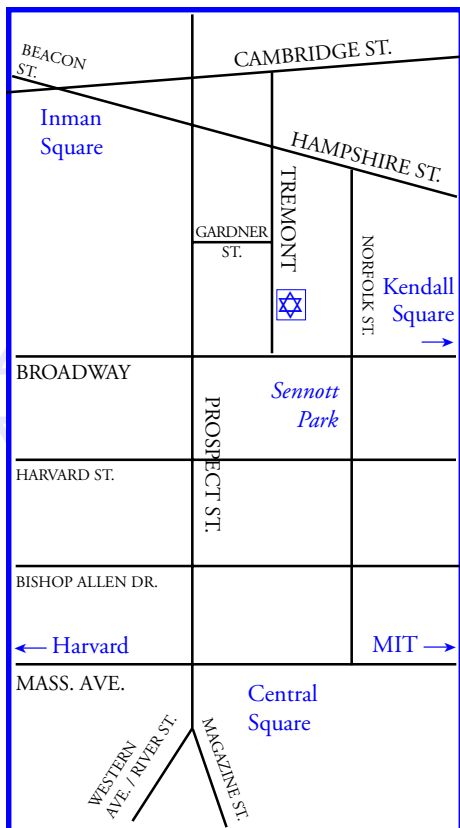 BEACON
ST.
CAMBRIDGE ST.
Inman
Square
HAMPSHIRE ST.
TREMONT
GARDNER
ST.
NORFOLK ST.
Kendall
Square
BROADWAY
Sennott
Park
PROSPECT ST.
HARVARD ST.
BISHOP ALLEN DR.
Harvard
MIT
MASS. AVE.
Central
Square
WESTERN
AVE. / RIVER ST.
MAGAZINE ST.